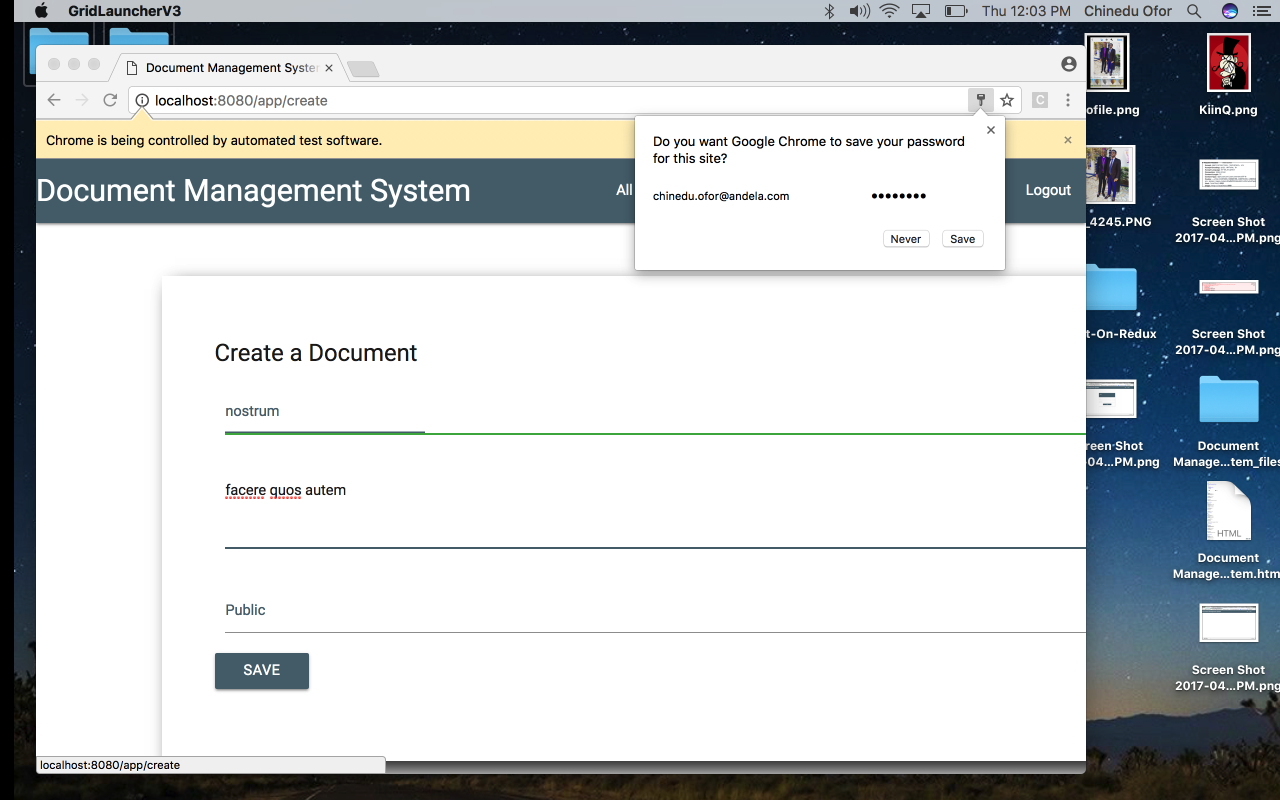 GridLauncherV3
Thu 12:03 PM Chinedu Ofor
Document Management Syste
localhost:8080/app/create
C
Chrome is being controlled by automated test software.
Do you want Google Chrome to save your password
for this site?
chinedu.ofor@andela.com
••••••••
Never Save
Document Management System
All
Logout
Create a Document
nostrum
facere quos autem
Public
SAVE
localhost:8080/app/create
ofile.png
KiinQ.png
_4245.PNG
Screen Shot
2017-04...PM.png
t-On-Redux
Screen Shot
2017-04...PM.png
reen Shot
04...PM.png
Document
Manage...tem_files
HTML
Document
Manage...tem.htm
Screen Shot
2017-04...PM.png